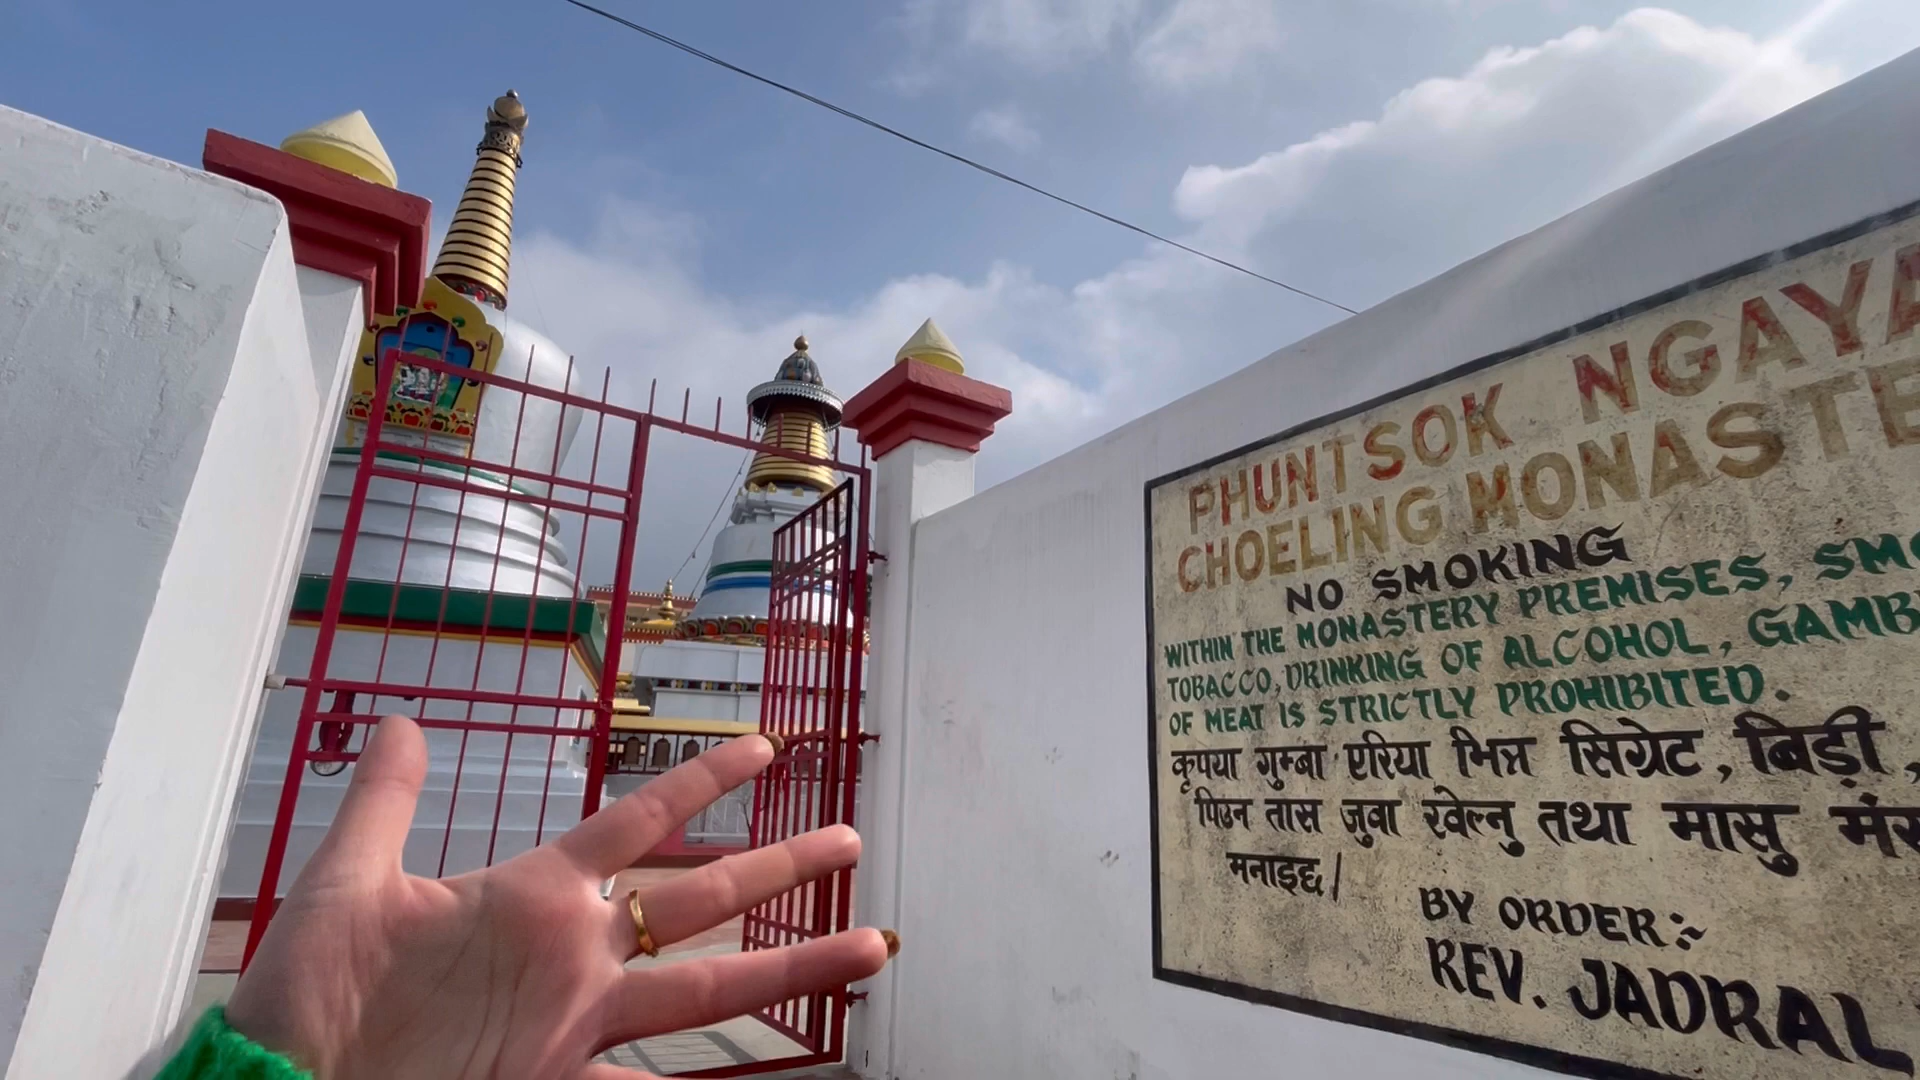 PHUNTSOK NGAYA
CHOELING MONASTE
NO SMOKING
WITHIN THE MONASTERY PREMISES, SMO
TOBACCO, DRINKING OF ALCOHOL, GAMB
OF MEAT IS STRICTLY PROHIBITED.
कृपया गुम्बा एरिया भित्र सिग्रेट, बिड़ी,
पिउन तास जुवा खेल्नु तथा मासु मंस
मनाइछ।
BY ORDER:-
REV. JADRAL